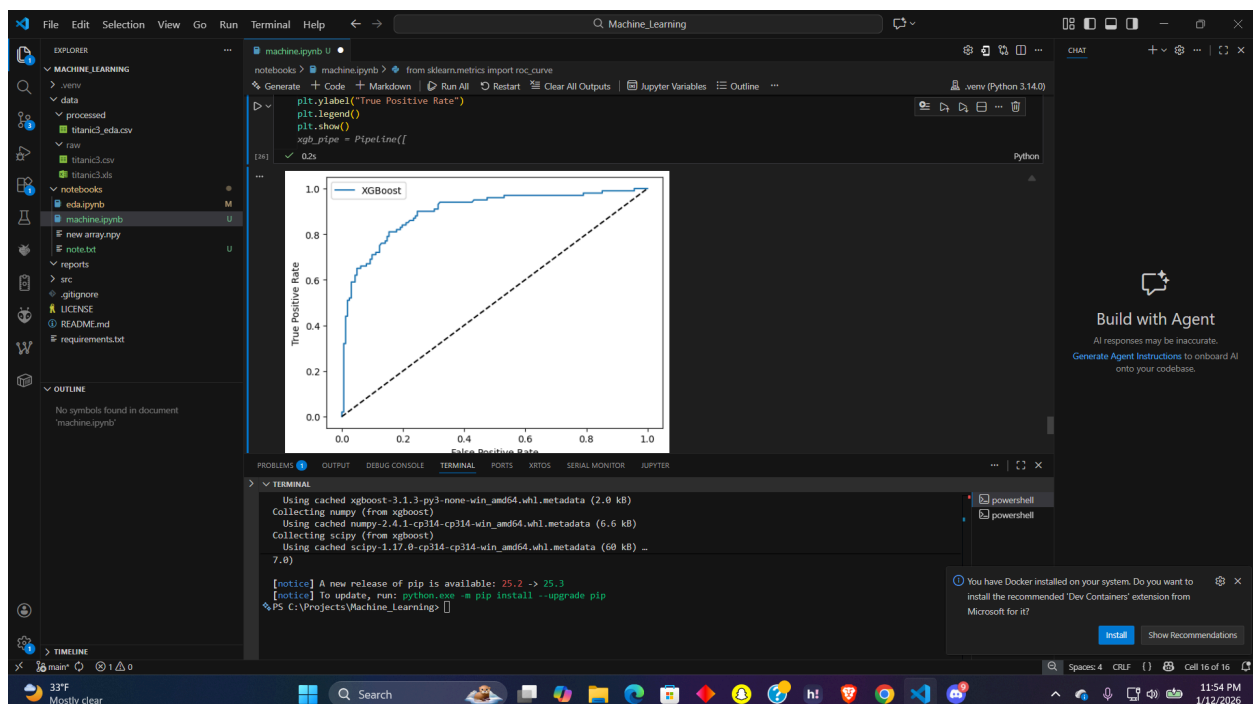 File Edit Selection View Go Run Terminal Help
Machine_Learning
EXPLORER
MACHINE_LEARNING
.venv
data
processed
titanic3_eda.csv
raw
titanic3.csv
titanic3.xls
notebooks
eda.ipynb M
machine.ipynb U
new array.npy
note.txt U
reports
src
.gitignore
LICENSE
README.md
requirements.txt
OUTLINE
No symbols found in document
'machine.ipynb'
TIMELINE
machine.ipynb U
notebooks > machine.ipynb > from sklearn.metrics import roc_curve
Generate + Code + Markdown Run All Restart Clear All Outputs Jupyter Variables Outline ...
.venv (Python 3.14.0)
plt.ylabel("True Positive Rate")
plt.legend()
plt.show()
xgb_pipe = Pipeline([
[36] 0.2s Python
XGBoost
1.0
0.8
0.6
0.4
0.2
0.0
True Positive Rate
0.0 0.2 0.4 0.6 0.8 1.0
False Positive Rate
PROBLEMS 1 OUTPUT DEBUG CONSOLE TERMINAL PORTS XRTOS SERIAL MONITOR JUPYTER
TERMINAL
Using cached xgboost-3.1.3-py3-none-win_amd64.whl.metadata (2.0 kB)
Collecting numpy (from xgboost)
Using cached numpy-2.4.1-cp314-cp314-win_amd64.whl.metadata (6.6 kB)
Collecting scipy (from xgboost)
Using cached scipy-1.17.0-cp314-cp314-win_amd64.whl.metadata (60 kB) …
7.0)
[notice] A new release of pip is available: 25.2 -> 25.3
[notice] To update, run: python.exe -m pip install --upgrade pip
PS C:\Projects\Machine_Learning>
powershell
powershell
CHAT
Build with Agent
AI responses may be inaccurate.
Generate Agent Instructions to onboard AI
onto your codebase.
You have Docker installed on your system. Do you want to
install the recommended 'Dev Containers' extension from
Microsoft for it?
Install Show Recommendations
main* 1 0
Spaces: 4 CRLF { } Cell 16 of 16
33°F
Mostly clear
Search
h!
9
11:54 PM
1/12/2026